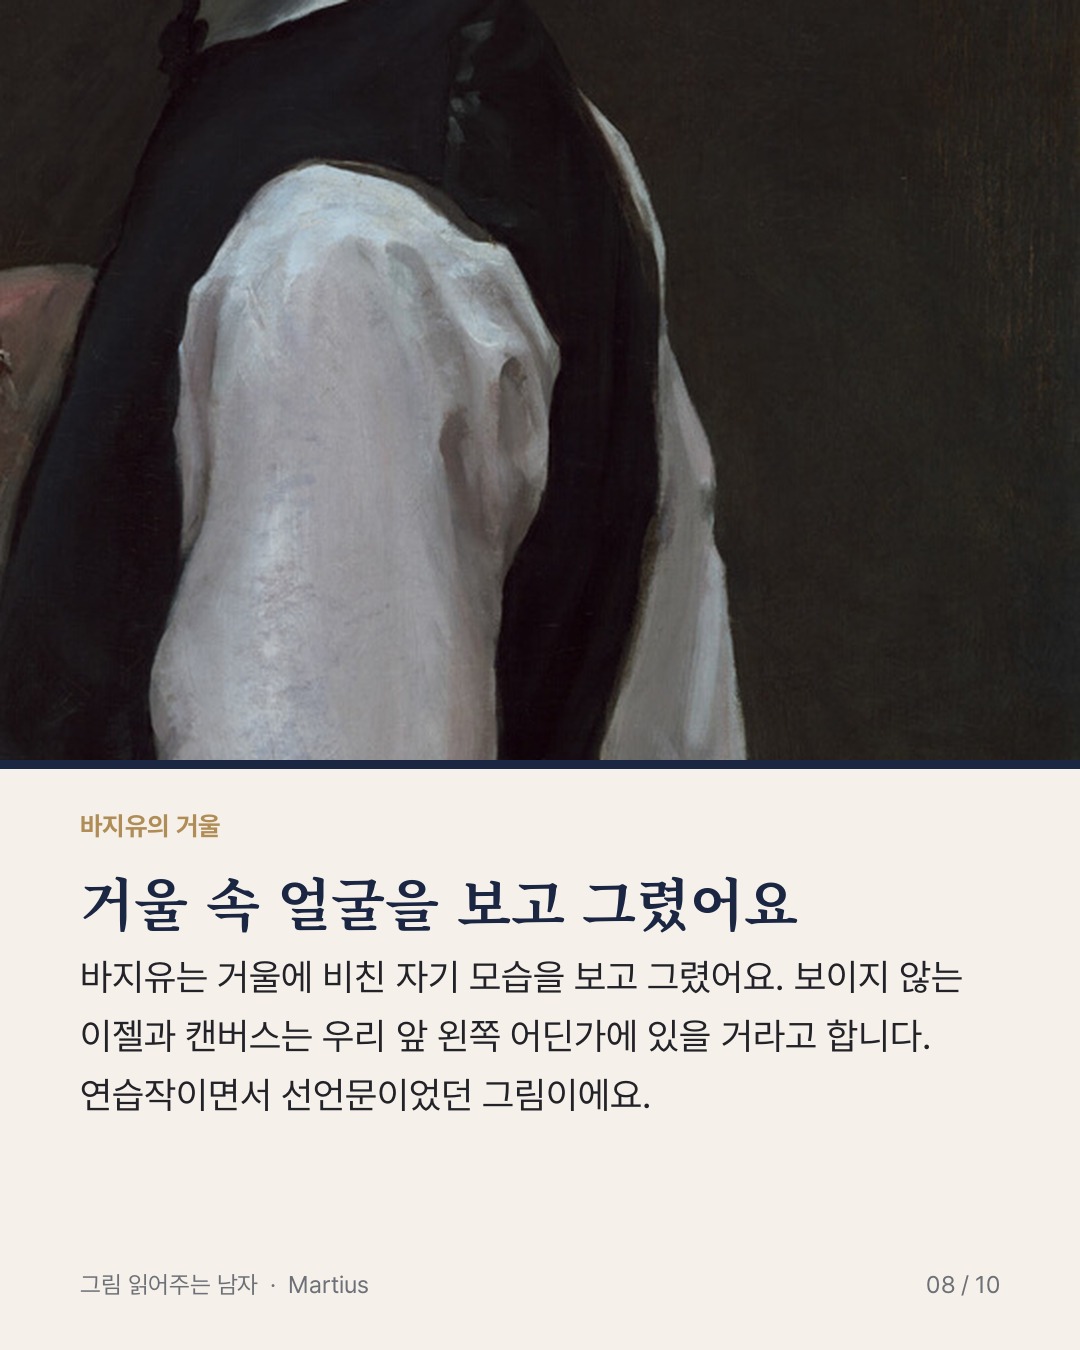 바지유의 거울
거울 속 얼굴을 보고 그렸어요
바지유는 거울에 비친 자기 모습을 보고 그렸어요. 보이지 않는
이젤과 캔버스는 우리 앞 왼쪽 어딘가에 있을 거라고 합니다.
연습작이면서 선언문이었던 그림이에요.
그림 읽어주는 남자 · Martius
08 / 10